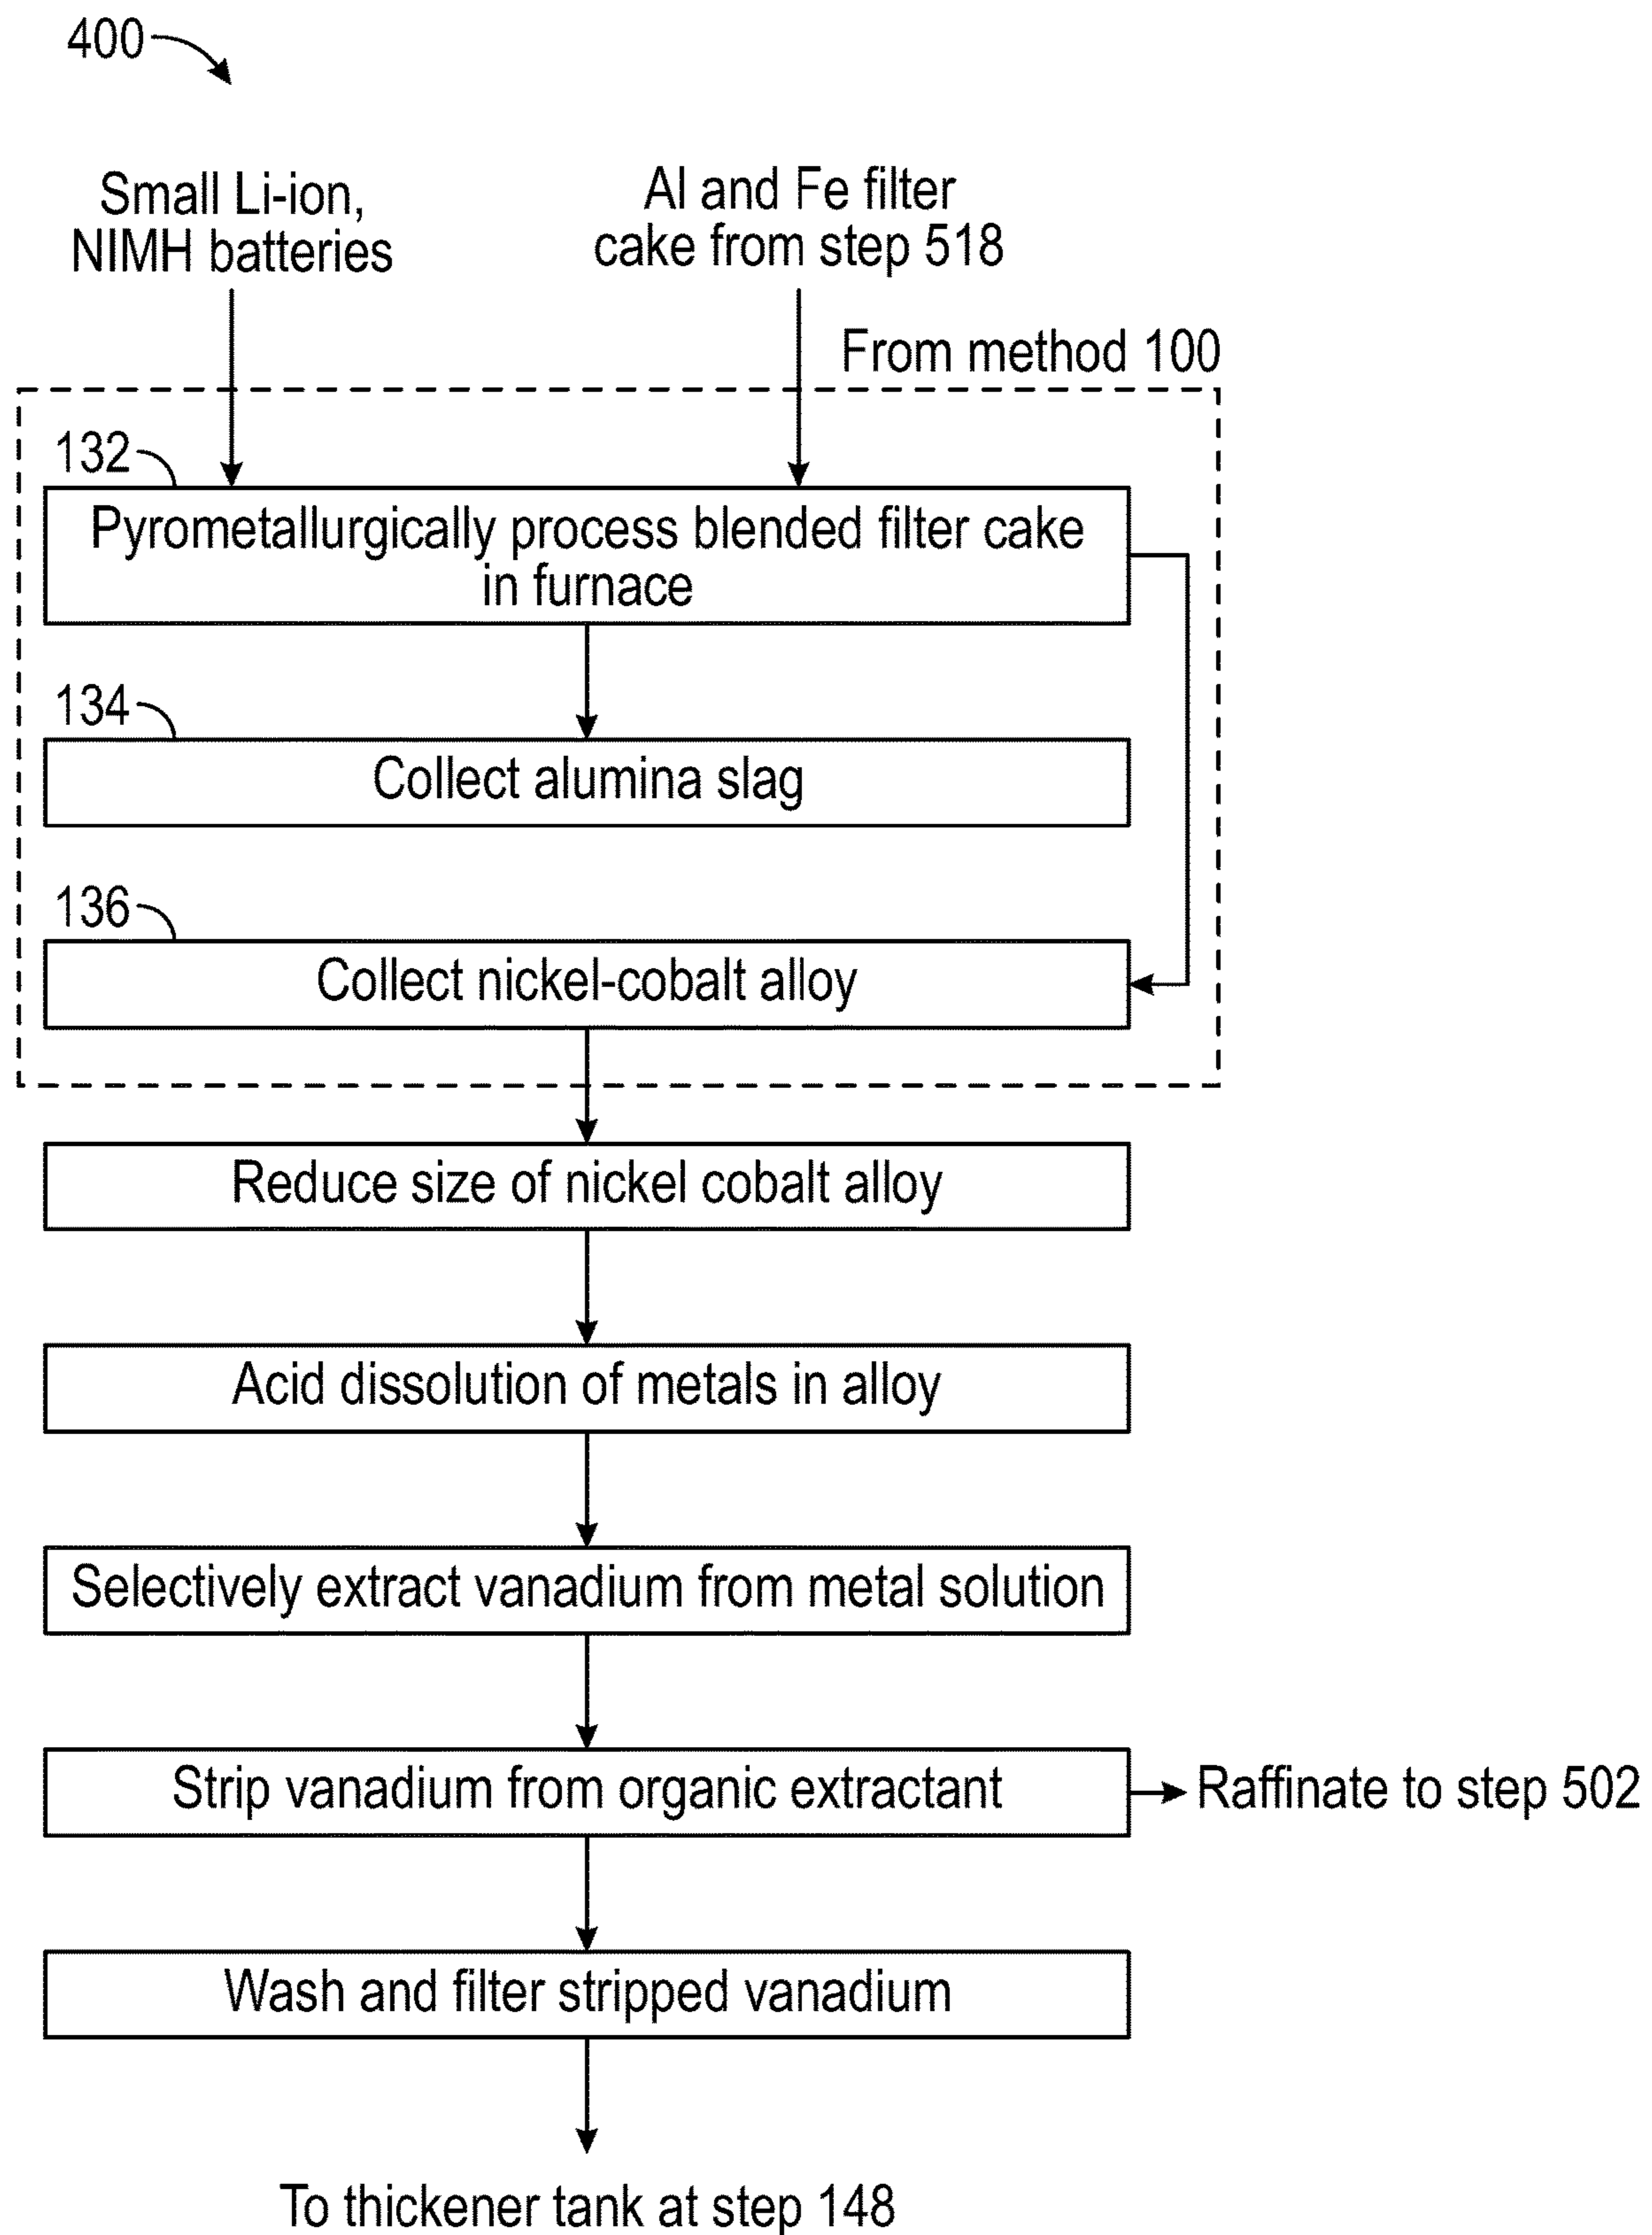 400
Small Li-ion,
NIMH batteries
Al and Fe filter
cake from step 518
From method 100
132
Pyrometallurgically process blended filter cake
in furnace
134
Collect alumina slag
136
Collect nickel-cobalt alloy
Reduce size of nickel cobalt alloy
Acid dissolution of metals in alloy
Selectively extract vanadium from metal solution
Strip vanadium from organic extractant
Raffinate to step 502
Wash and filter stripped vanadium
To thickener tank at step 148